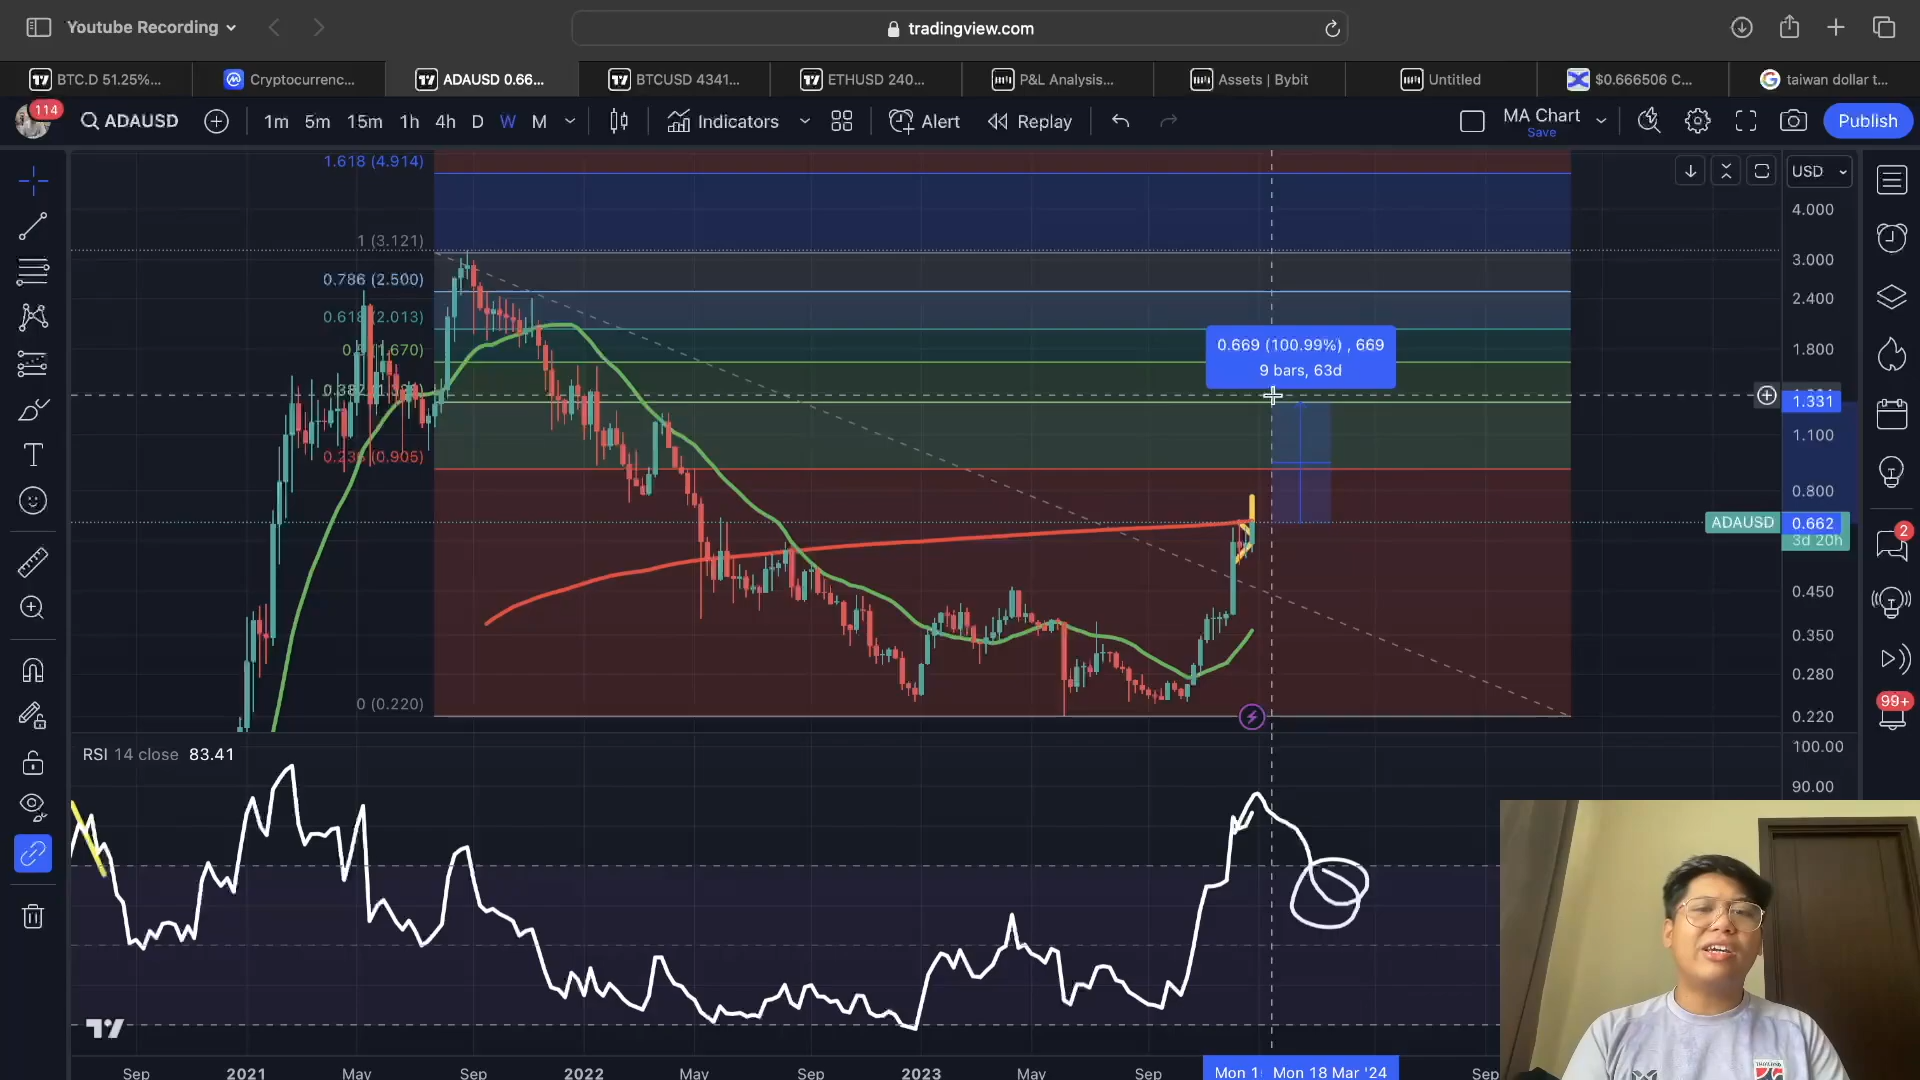 Youtube Recording
tradingview.com
BTC.D 51.25%...
Cryptocurrenc...
ADAUSD 0.66...
BTCUSD 4341...
ETHUSD 240...
P&L Analysis...
Assets | Bybit
Untitled
$0.666506 C...
taiwan dollar t...
114
ADAUSD
1m 5m 15m 1h 4h D W M
Indicators
Alert
Replay
MA Chart
Save
Publish
1.618 (4.914)
1 (3.121)
0.786 (2.500)
0.618 (2.013)
0.5 (1.670)
0.236 (0.905)
0 (0.220)
0.669 (100.99%) , 669
9 bars, 63d
USD
4.000
3.000
2.400
1.800
1.331
1.100
0.800
ADAUSD
0.662
3d 20h
0.450
0.350
0.280
0.220
2
99+
RSI 14 close 83.41
100.00
90.00
Sep 2021 May Sep 2022 May Sep 2023 May Sep
Mon 18 Mar '24
Sep